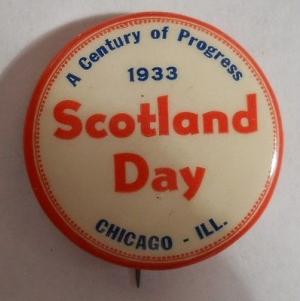 A Century of Progress
1933
Scotland
Day
CHICAGO - ILL.